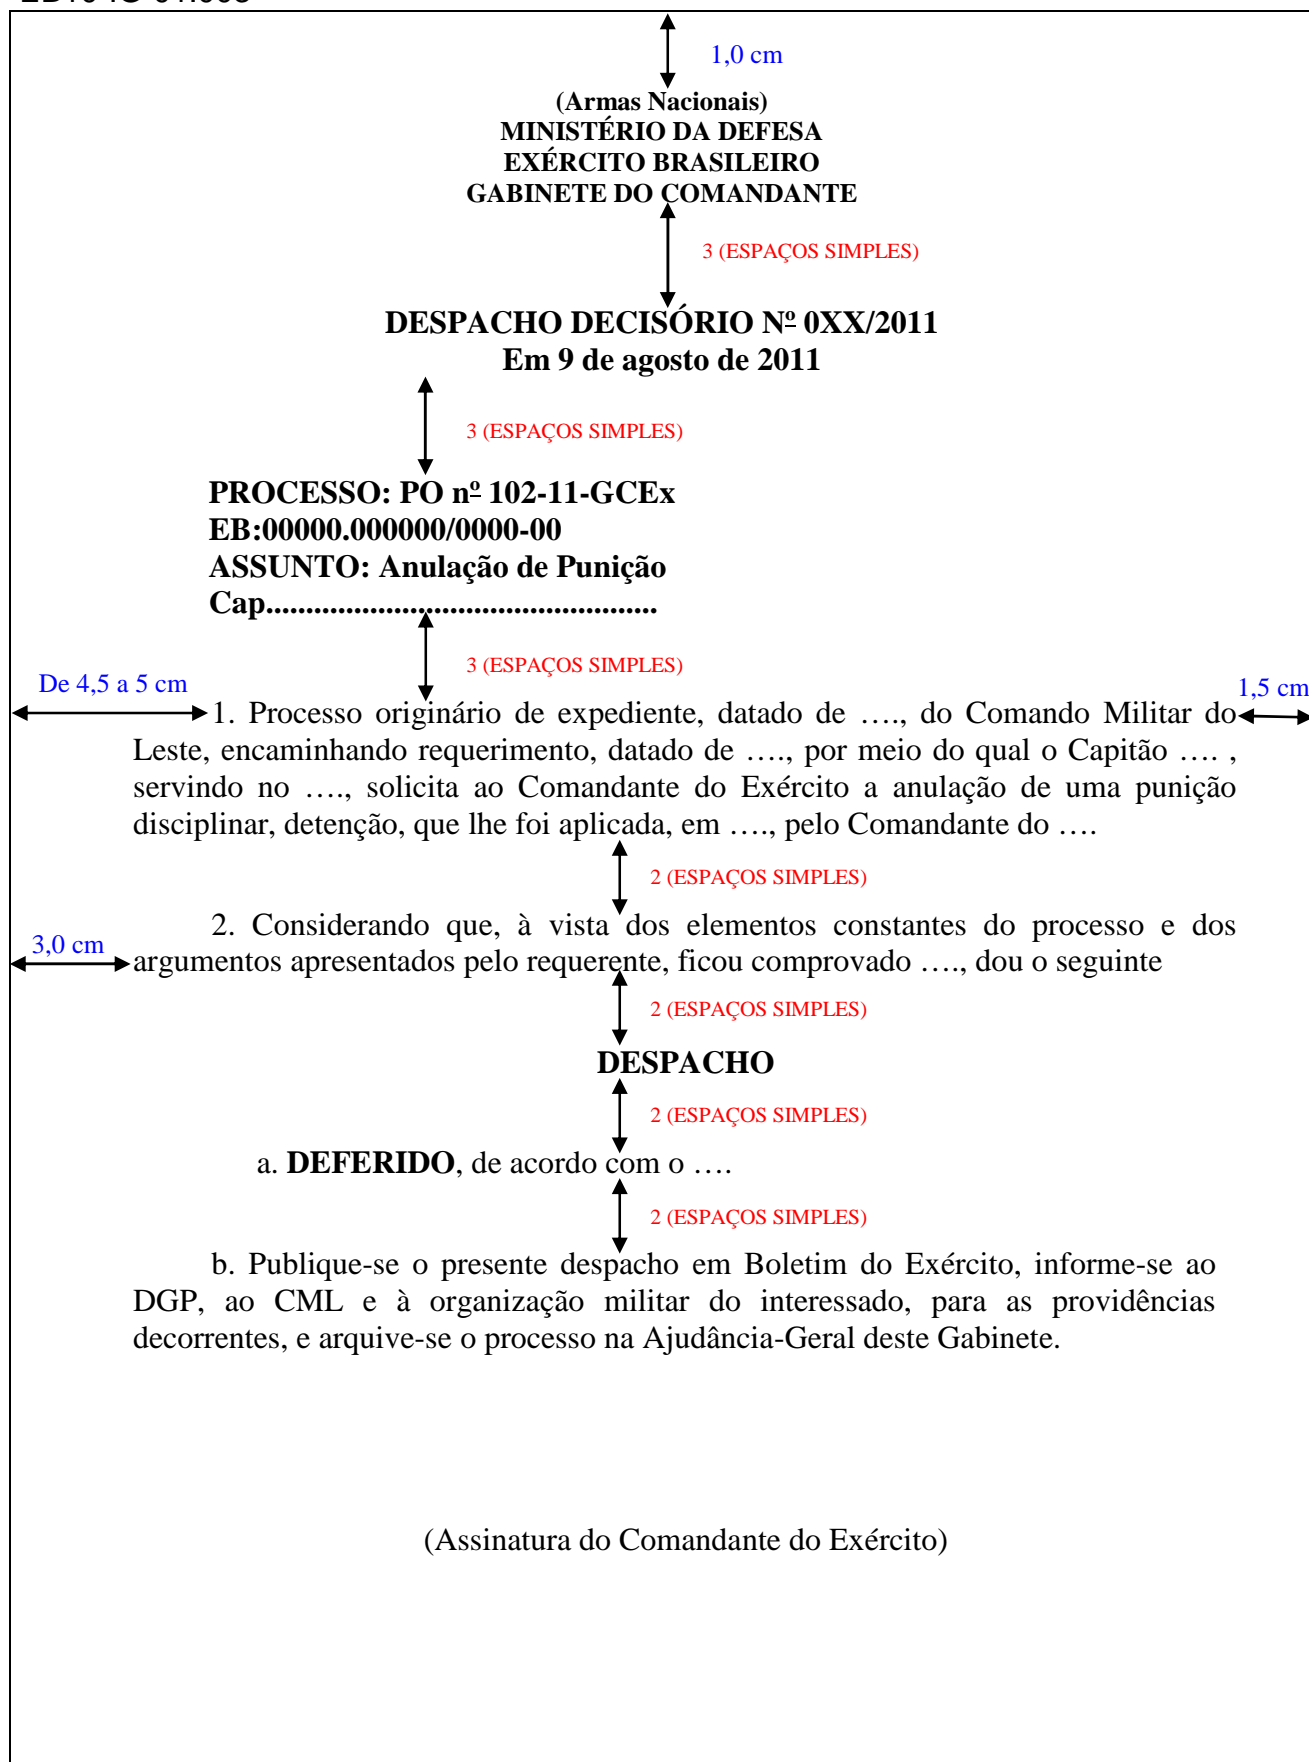 1,0 cm
(Armas Nacionais)
MINISTÉRIO DA DEFESA
EXÉRCITO BRASILEIRO
GABINETE DO COMANDANTE
3 (ESPAÇOS SIMPLES)
DESPACHO DECISÓRIO Nº 0XX/2011
Em 9 de agosto de 2011
3 (ESPAÇOS SIMPLES)
PROCESSO: PO nº 102-11-GCEx
EB:00000.000000/0000-00
ASSUNTO: Anulação de Punição
Cap.................................................
3 (ESPAÇOS SIMPLES)
De 4,5 a 5 cm
1,5 cm
1. Processo originário de expediente, datado de …., do Comando Militar do
Leste, encaminhando requerimento, datado de …., por meio do qual o Capitão …. ,
servindo no …., solicita ao Comandante do Exército a anulação de uma punição
disciplinar, detenção, que lhe foi aplicada, em …., pelo Comandante do ….
2 (ESPAÇOS SIMPLES)
2. Considerando que, à vista dos elementos constantes do processo e dos
3,0 cm
argumentos apresentados pelo requerente, ficou comprovado …., dou o seguinte
2 (ESPAÇOS SIMPLES)
DESPACHO
2 (ESPAÇOS SIMPLES)
a. DEFERIDO, de acordo com o ….
2 (ESPAÇOS SIMPLES)
b. Publique-se o presente despacho em Boletim do Exército, informe-se ao
DGP, ao CML e à organização militar do interessado, para as providências
decorrentes, e arquive-se o processo na Ajudância-Geral deste Gabinete.
(Assinatura do Comandante do Exército)